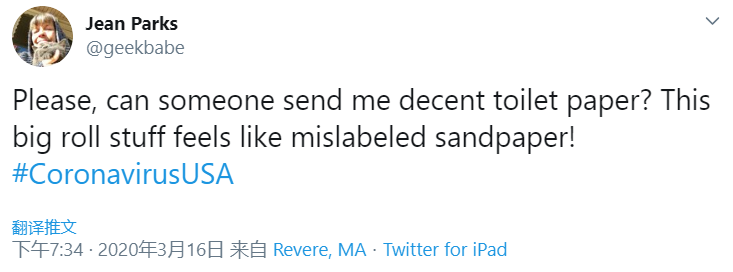 Jean Parks
@geekbabe
Please, can someone send me decent toilet paper? This
big roll stuff feels like mislabeled sandpaper!
#CoronavirusUSA
翻译推文
下午7:34 · 2020年3月16日 来自 Revere, MA · Twitter for iPad